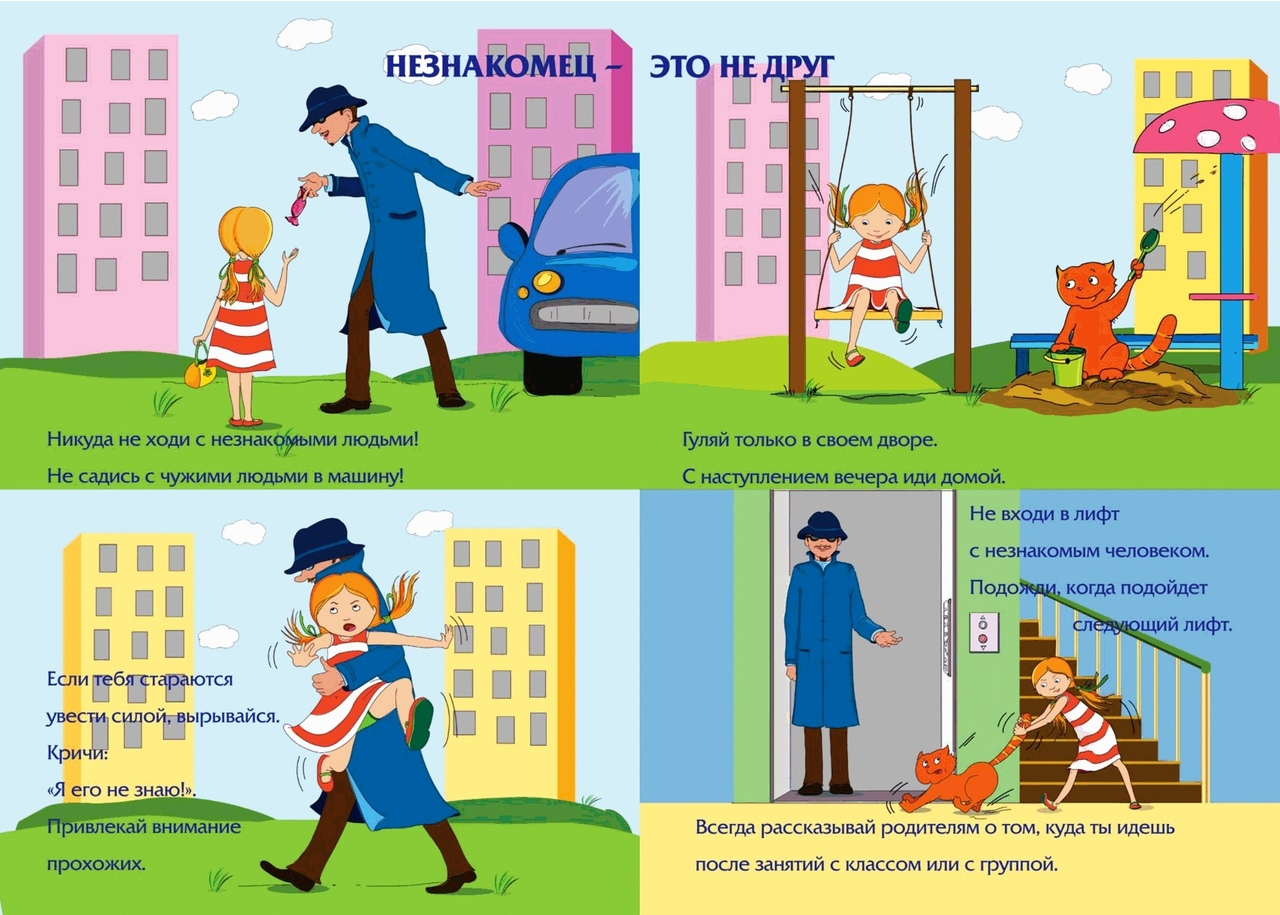 НЕЗНАКОМЕЦ – ЭТО НЕ ДРУГ
Никуда не ходи с незнакомыми людьми!
Не садись с чужими людьми в машину!
Гуляй только в своем дворе.
С наступлением вечера иди домой.
Если тебя стараются
увести силой, вырывайся.
Кричи:
«Я его не знаю!».
Привлекай внимание
прохожих.
Не входи в лифт
с незнакомым человеком.
Подожди, когда подойдет
следующий лифт.
Всегда рассказывай родителям о том, куда ты идешь
после занятий с классом или с группой.